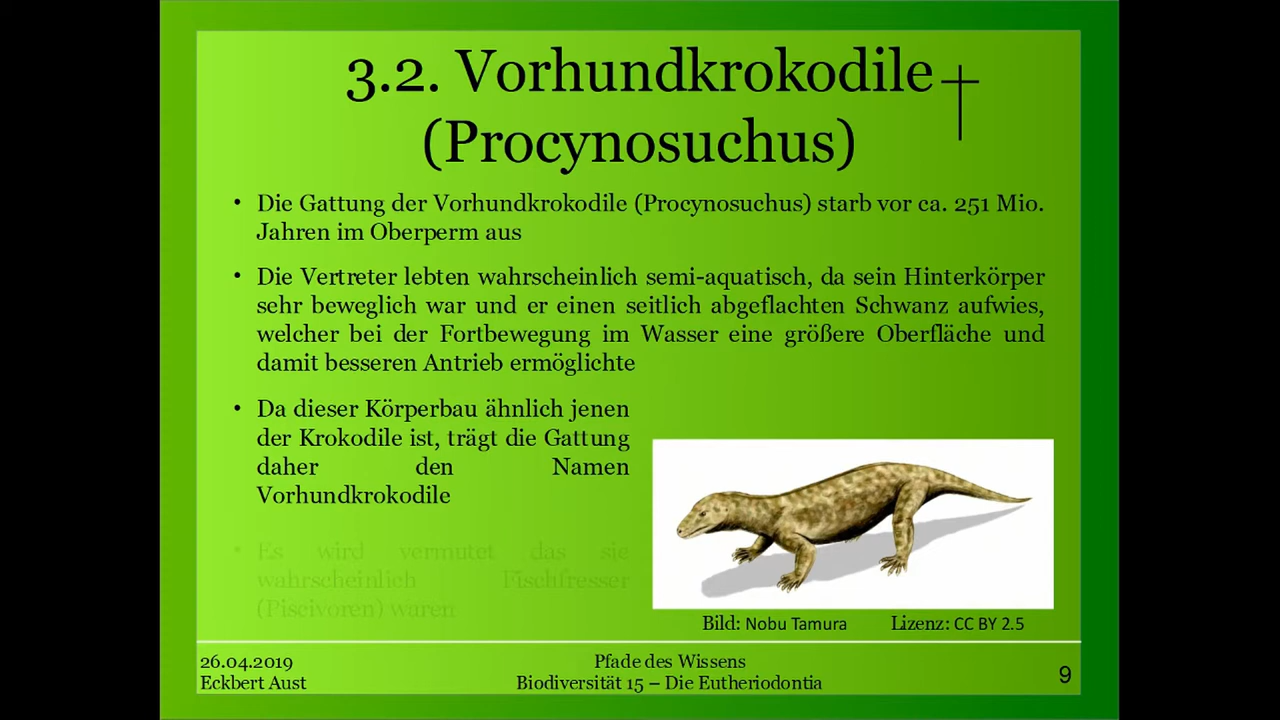 3.2. Vorhundkrokodile †
(Procynosuchus)
• Die Gattung der Vorhundkrokodile (Procynosuchus) starb vor ca. 251 Mio.
Jahren im Oberperm aus
• Die Vertreter lebten wahrscheinlich semi-aquatisch, da sein Hinterkörper
sehr beweglich war und er einen seitlich abgeflachten Schwanz aufwies,
welcher bei der Fortbewegung im Wasser eine größere Oberfläche und
damit besseren Antrieb ermöglichte
• Da dieser Körperbau ähnlich jenen
der Krokodile ist, trägt die Gattung
daher den Namen
Vorhundkrokodile
• Es wird vermutet das sie
wahrscheinlich Fischfresser
(Piscivoren) waren
Bild: Nobu Tamura Lizenz: CC BY 2.5
26.04.2019
Eckbert Aust
Pfade des Wissens
Biodiversität 15 – Die Eutheriodontia
9